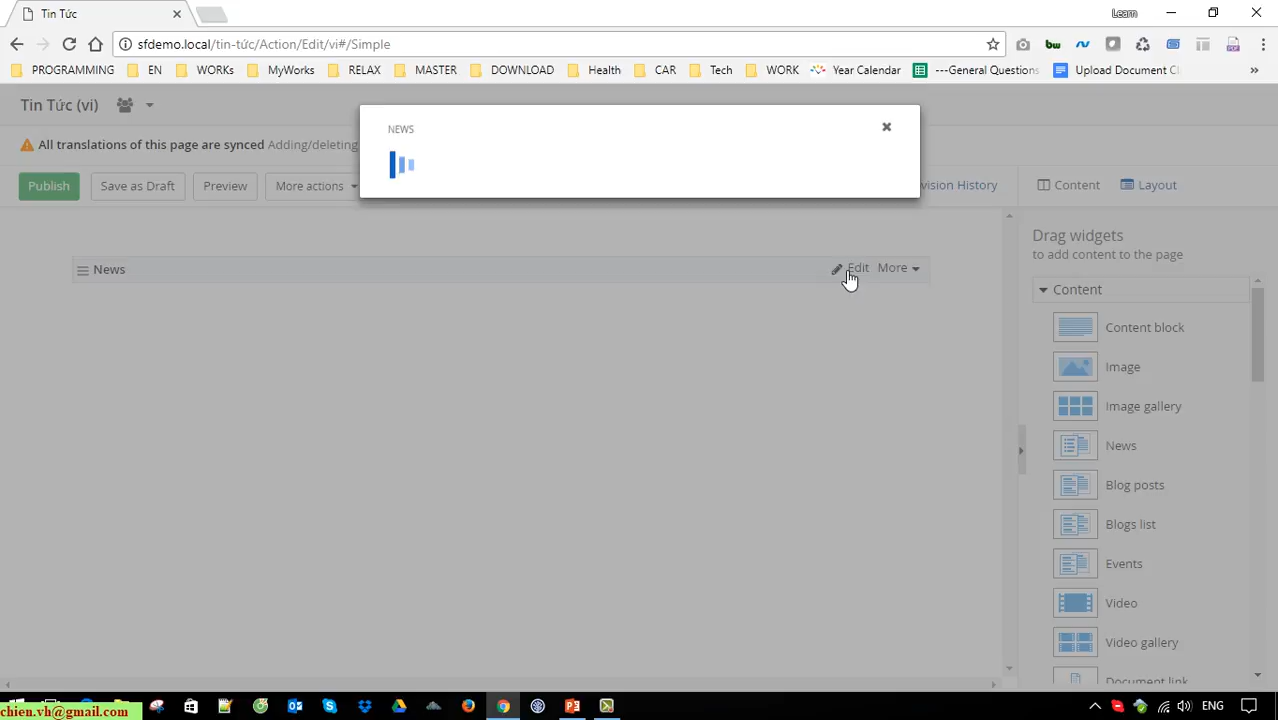 Tin Tức
Learn
sfdemo.local/tin-tức/Action/Edit/vi#/Simple
PROGRAMMING
EN
WORKs
MyWorks
RELAX
MASTER
DOWNLOAD
Health
CAR
Tech
WORK
Year Calendar
---General Questions
Upload Document Cl
Tin Tức (vi)
NEWS
All translations of this page are synced Adding/deleting
Publish
Save as Draft
Preview
More actions
vision History
Content
Layout
Drag widgets
to add content to the page
News
Edit
More
Content
Content block
Image
Image gallery
News
Blog posts
Blogs list
Events
Video
Video gallery
Document link
chien.vh@gmail.com
ENG